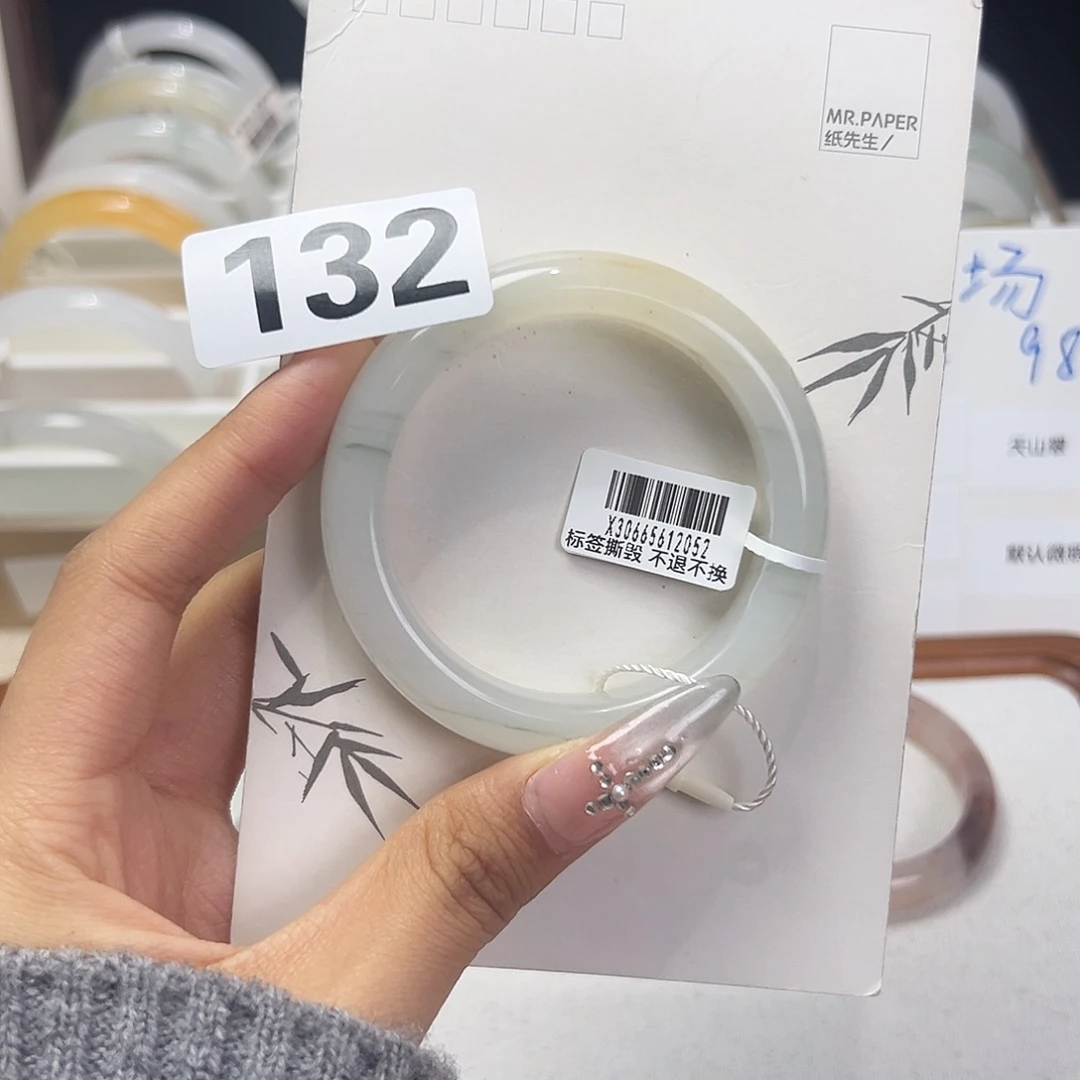 MR.PAPER
纸先生/
132
场
98
X30665612052
标签撕毁 不退不换
天山翠
默认微瑕